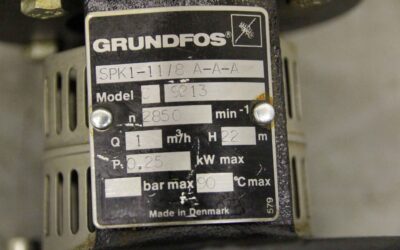 GRUNDFOS®
SPK1-11/8 A-A-A
Model 9213
n 2850 min-1
Q 1 m³/h H 22 m
P 0.25 kW max
bar max 90 °C max
Made in Denmark
579